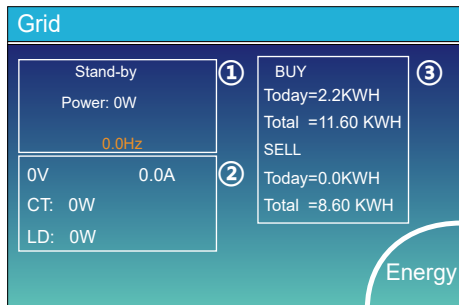 Grid
Stand-by
Power: 0W
0.0Hz
①
0V 0.0A
CT: 0W
LD: 0W
②
BUY
Today=2.2KWH
Total =11.60 KWH
SELL
Today=0.0KWH
Total =8.60 KWH
③
Energy